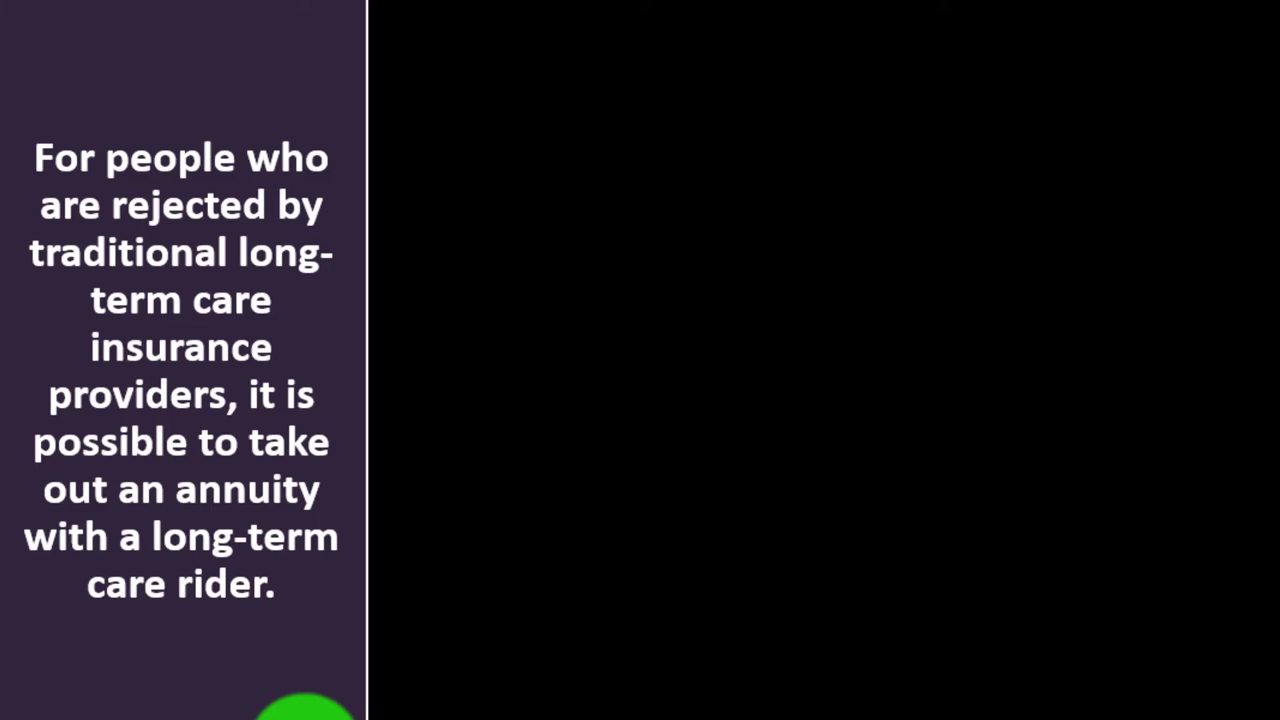 For people who
are rejected by
traditional long-
term care
insurance
providers, it is
possible to take
out an annuity
with a long-term
care rider.